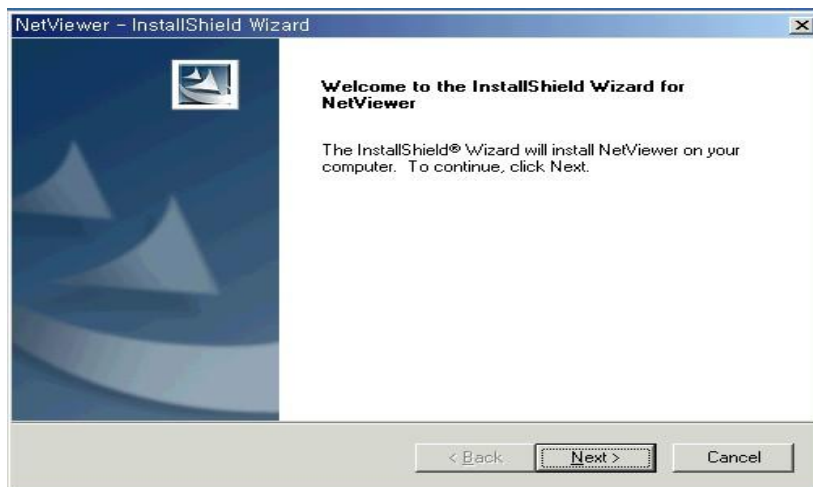 NetViewer - InstallShield Wizard
Welcome to the InstallShield Wizard for
NetViewer
The InstallShield® Wizard will install NetViewer on your
computer. To continue, click Next.
< Back
Next >
Cancel